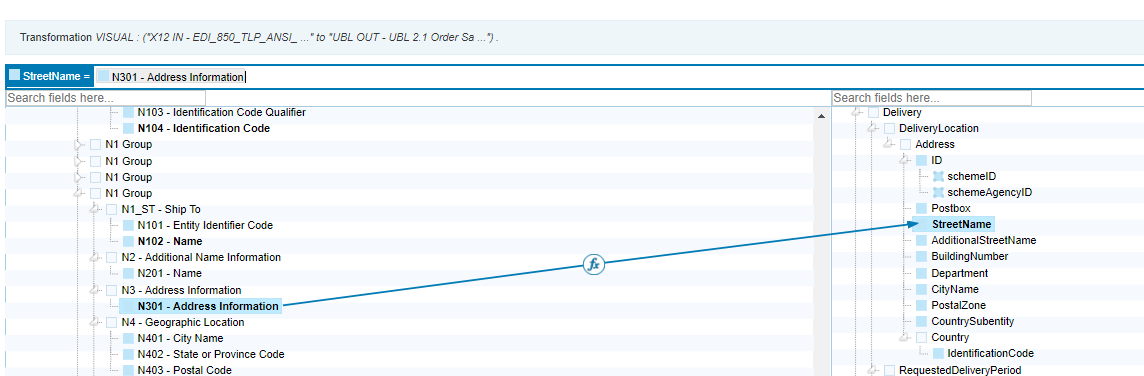 Transformation VISUAL : ("X12 IN - EDI_850_TLP_ANSI_ ..." to "UBL OUT - UBL 2.1 Order Sa ...") .
StreetName = N301 - Address Information
Search fields here...
N103 - Identification Code Qualifier
N104 - Identification Code
N1 Group
N1 Group
N1 Group
N1 Group
N1_ST - Ship To
N101 - Entity Identifier Code
N102 - Name
N2 - Additional Name Information
N201 - Name
N3 - Address Information
N301 - Address Information
N4 - Geographic Location
N401 - City Name
N402 - State or Province Code
N403 - Postal Code
fx
Search fields here...
Delivery
DeliveryLocation
Address
ID
schemeID
schemeAgencyID
Postbox
StreetName
AdditionalStreetName
BuildingNumber
Department
CityName
PostalZone
CountrySubentity
Country
IdentificationCode
RequestedDeliveryPeriod